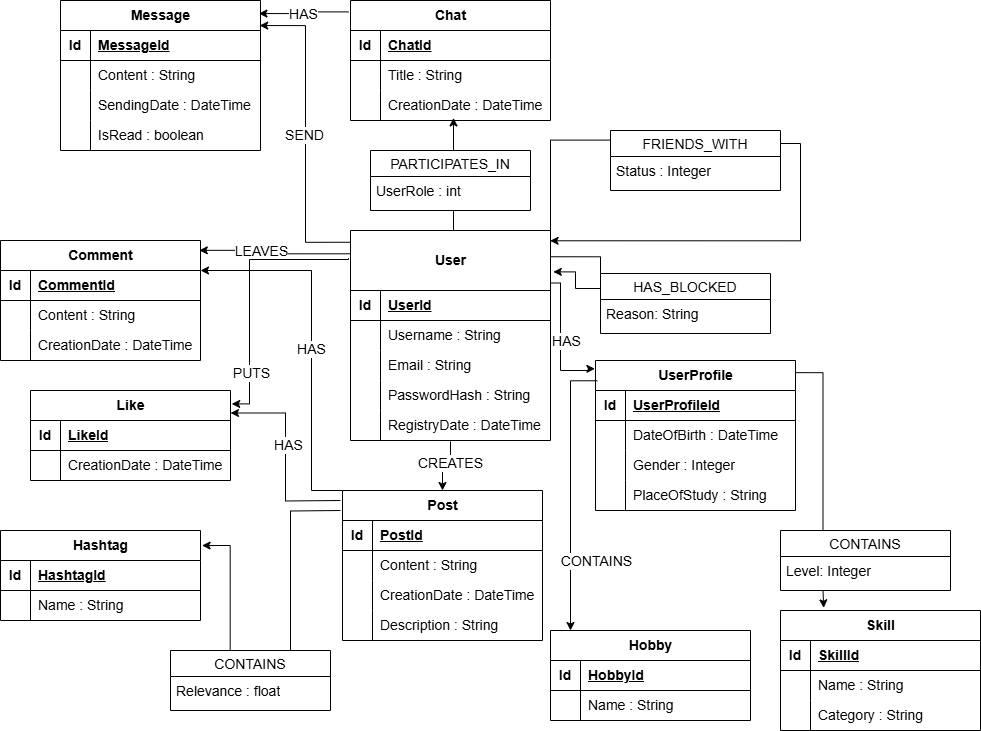 Message
Id MessageId
Content : String
SendingDate : DateTime
IsRead : boolean
HAS
Chat
Id ChatId
Title : String
CreationDate : DateTime
SEND
PARTICIPATES_IN
UserRole : int
FRIENDS_WITH
Status : Integer
Comment
Id CommentId
Content : String
CreationDate : DateTime
LEAVES
User
Id UserId
Username : String
Email : String
PasswordHash : String
RegistryDate : DateTime
HAS_BLOCKED
Reason: String
HAS
HAS
PUTS
UserProfile
Id UserProfileId
DateOfBirth : DateTime
Gender : Integer
PlaceOfStudy : String
Like
Id LikeId
CreationDate : DateTime
HAS
CREATES
Post
Id PostId
Content : String
CreationDate : DateTime
Description : String
Hashtag
Id HashtagId
Name : String
CONTAINS
CONTAINS
Level: Integer
CONTAINS
Relevance : float
Hobby
Id HobbyId
Name : String
Skill
Id SkillId
Name : String
Category : String